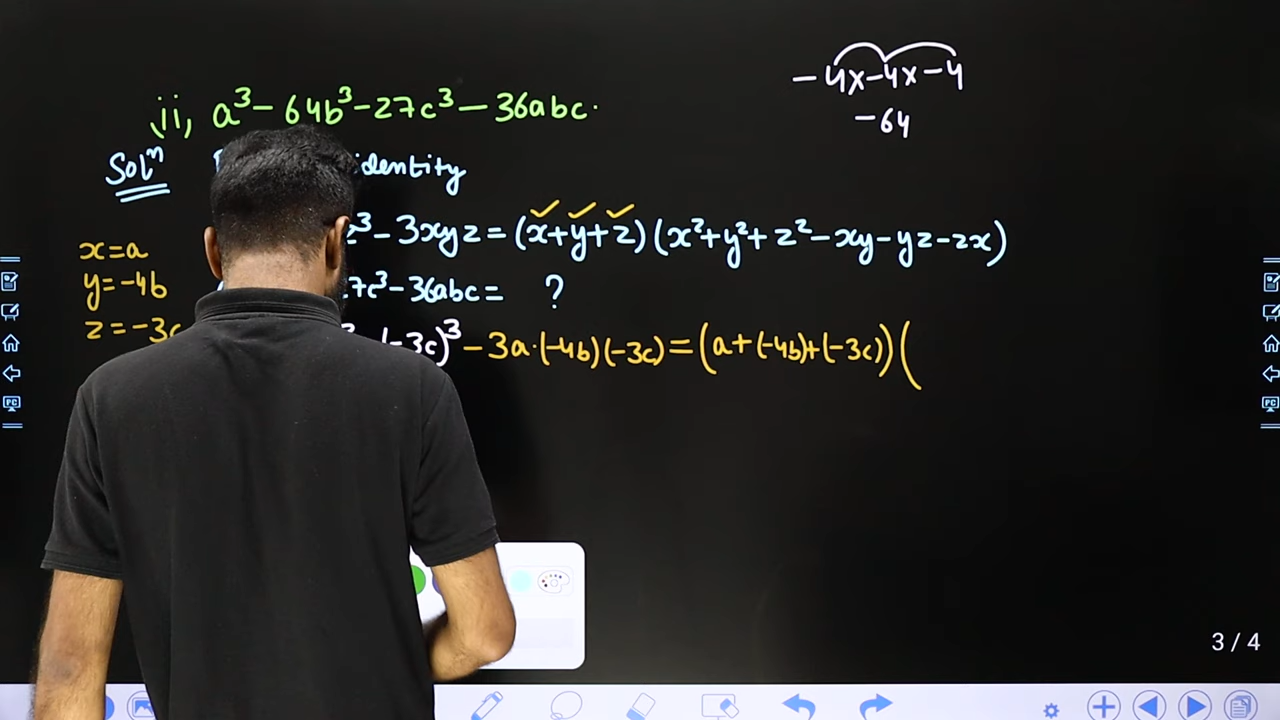 -4x-4x-4
-64
ii, a³-64b³-27c³-36abc.
Solⁿ identity
z³-3xyz=(x+y+z)(x²+y²+z²-xy-yz-zx)
x=a
y=-4b
27c³-36abc= ?
z=-3c
(-3c)³-3a·(-4b)(-3c)=(a+(-4b)+(-3c))(
3/4